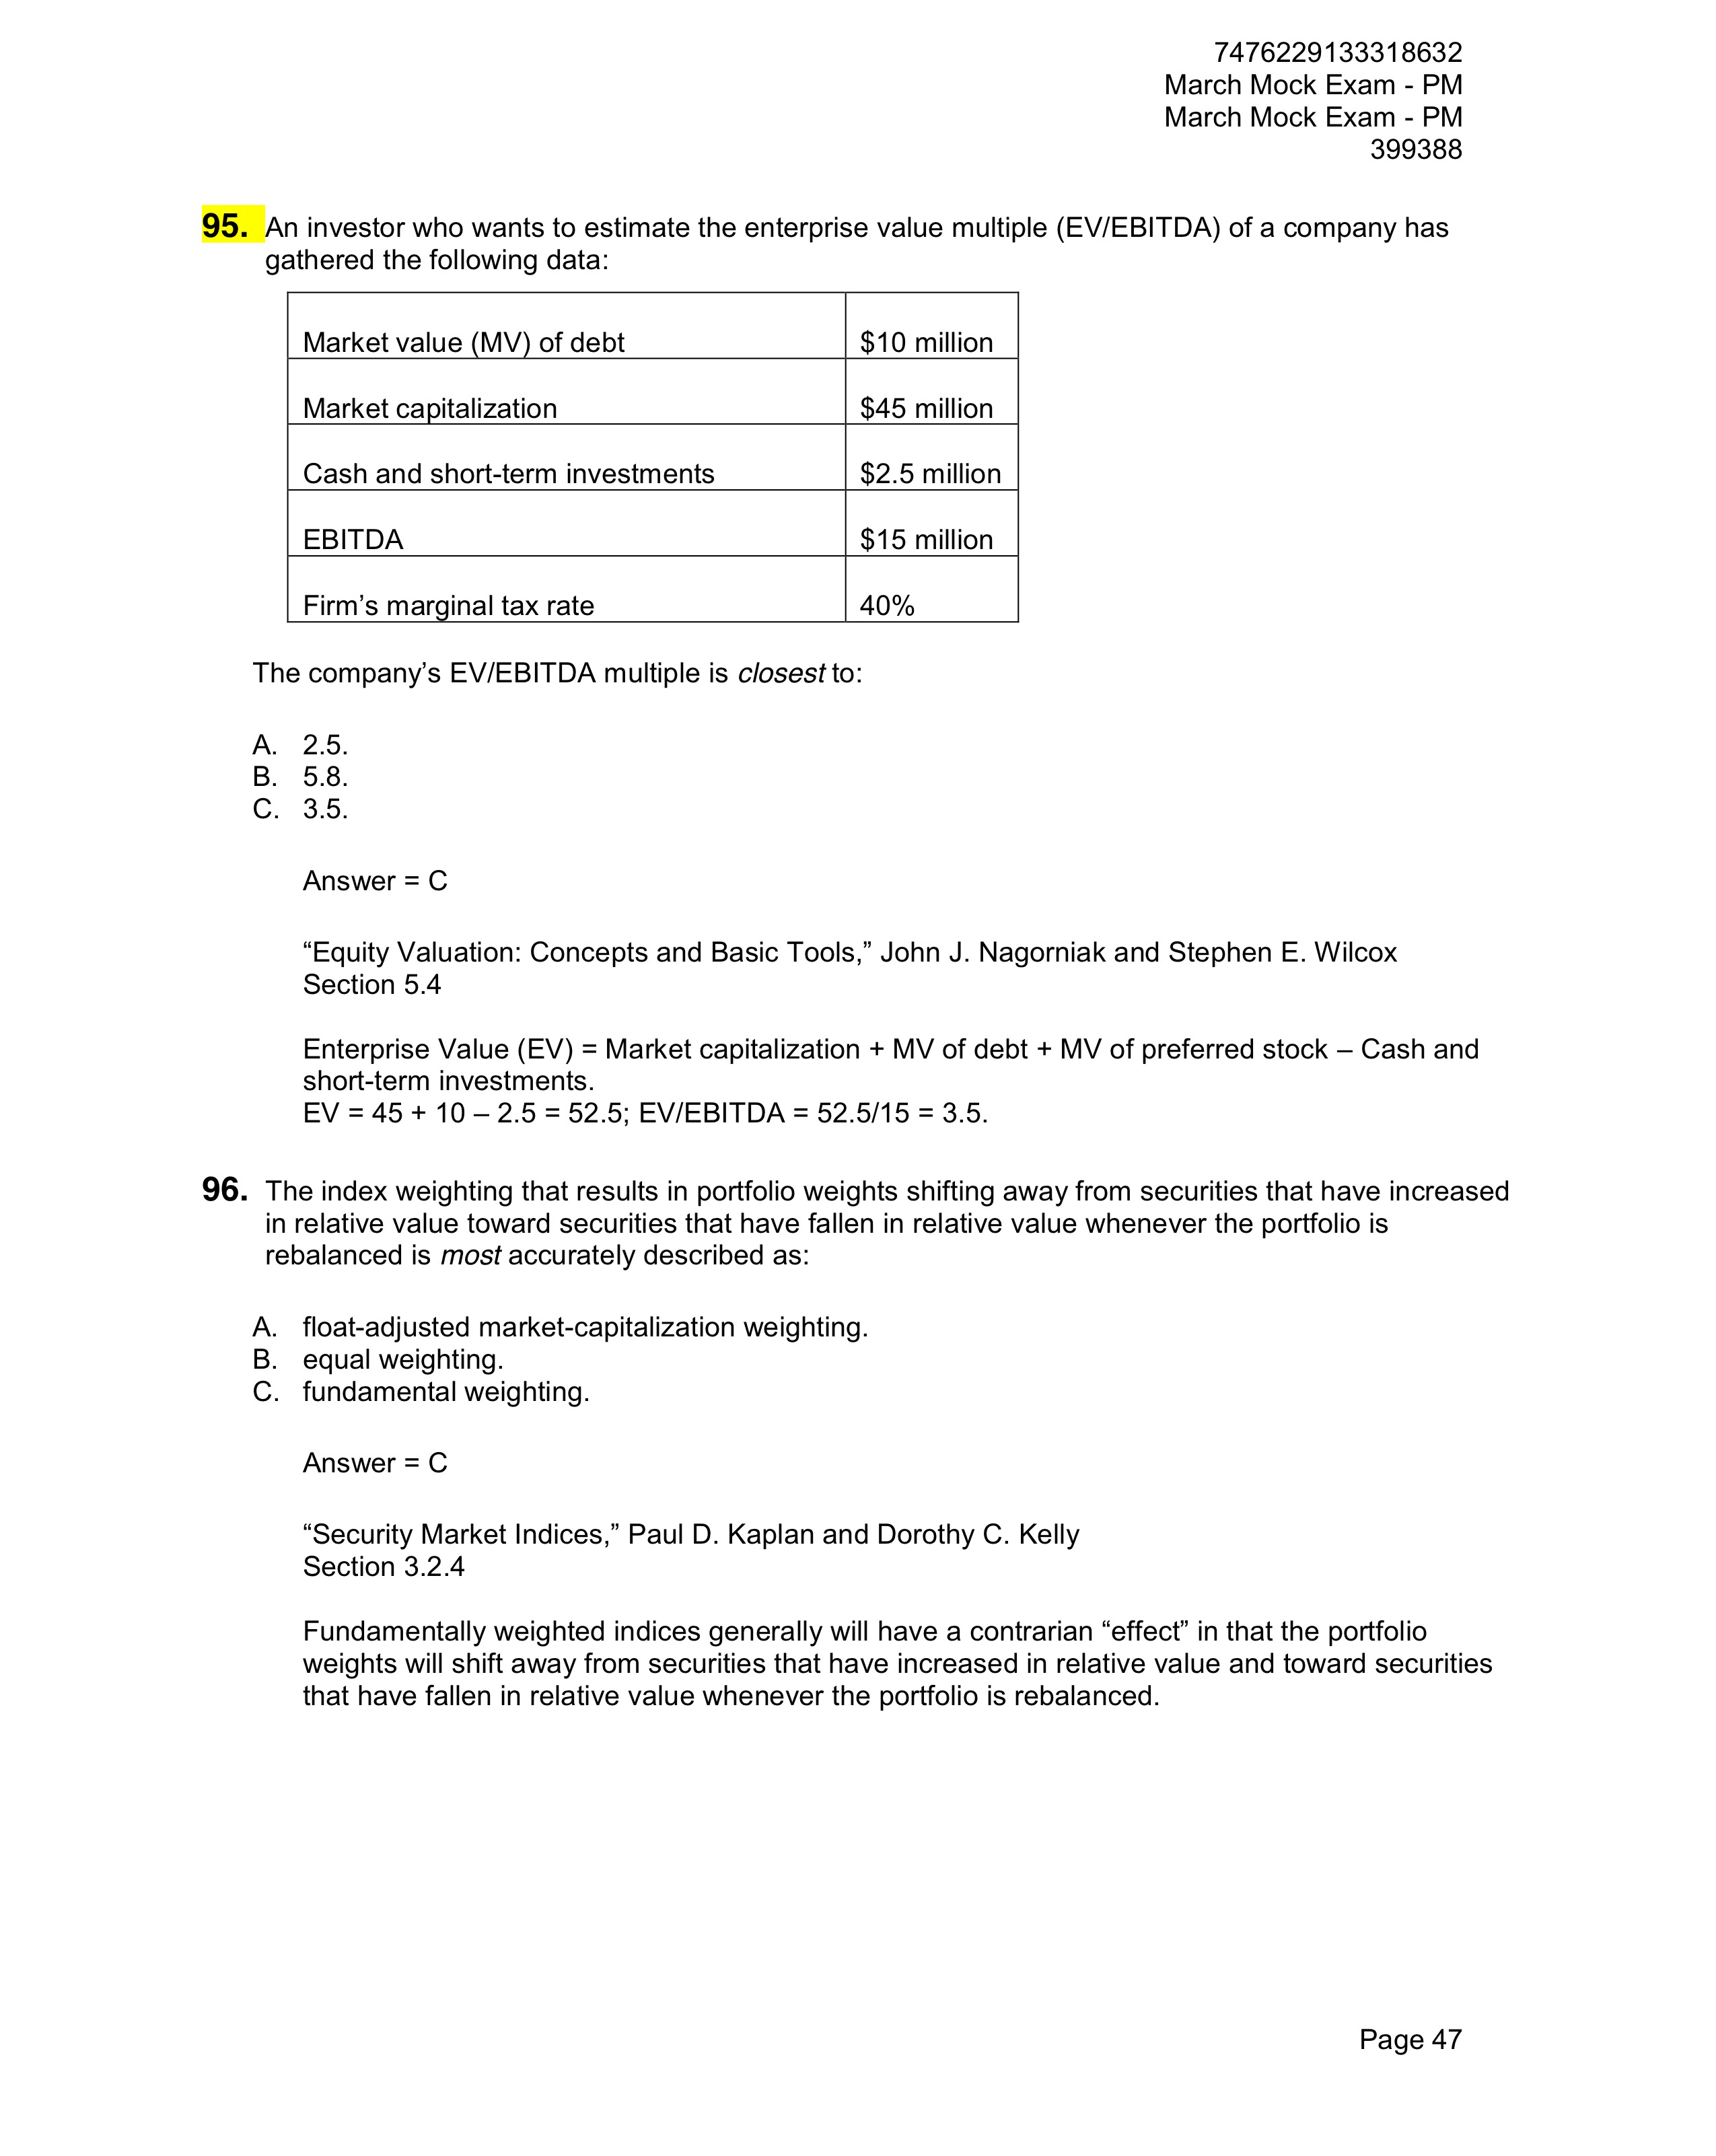 7476229133318632
March Mock Exam - PM
March Mock Exam - PM
399388
95. An investor who wants to estimate the enterprise value multiple (EV/EBITDA) of a company has
gathered the following data:
Market value (MV) of debt $10 million
Market capitalization $45 million
Cash and short-term investments $2.5 million
EBITDA $15 million
Firm’s marginal tax rate 40%
The company’s EV/EBITDA multiple is closest to:
A. 2.5.
B. 5.8.
C. 3.5.
Answer = C
“Equity Valuation: Concepts and Basic Tools,” John J. Nagorniak and Stephen E. Wilcox
Section 5.4
Enterprise Value (EV) = Market capitalization + MV of debt + MV of preferred stock – Cash and
short-term investments.
EV = 45 + 10 – 2.5 = 52.5; EV/EBITDA = 52.5/15 = 3.5.
96. The index weighting that results in portfolio weights shifting away from securities that have increased
in relative value toward securities that have fallen in relative value whenever the portfolio is
rebalanced is most accurately described as:
A. float-adjusted market-capitalization weighting.
B. equal weighting.
C. fundamental weighting.
Answer = C
“Security Market Indices,” Paul D. Kaplan and Dorothy C. Kelly
Section 3.2.4
Fundamentally weighted indices generally will have a contrarian “effect” in that the portfolio
weights will shift away from securities that have increased in relative value and toward securities
that have fallen in relative value whenever the portfolio is rebalanced.
Page 47